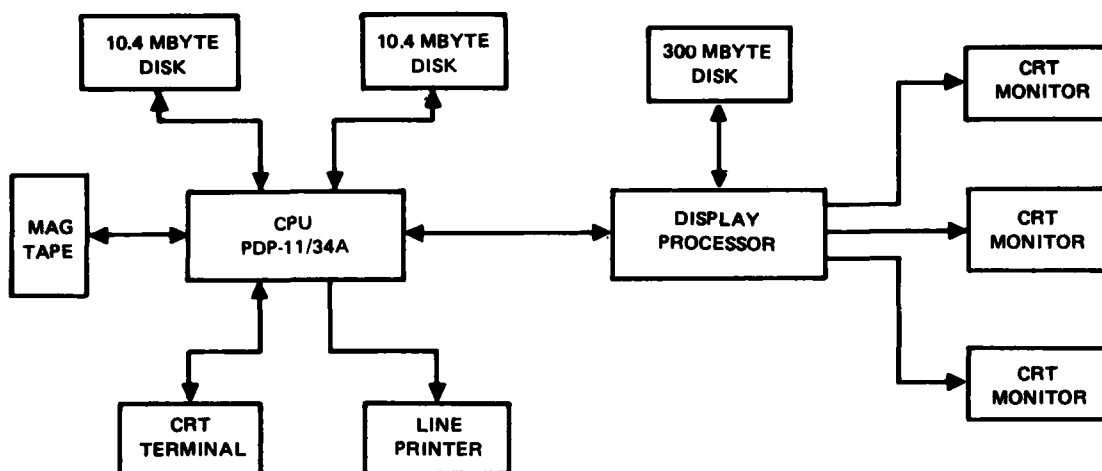 10.4 MBYTE
DISK
10.4 MBYTE
DISK
300 MBYTE
DISK
CRT
MONITOR
MAG
TAPE
CPU
PDP-11/34A
DISPLAY
PROCESSOR
CRT
MONITOR
CRT
TERMINAL
LINE
PRINTER
CRT
MONITOR